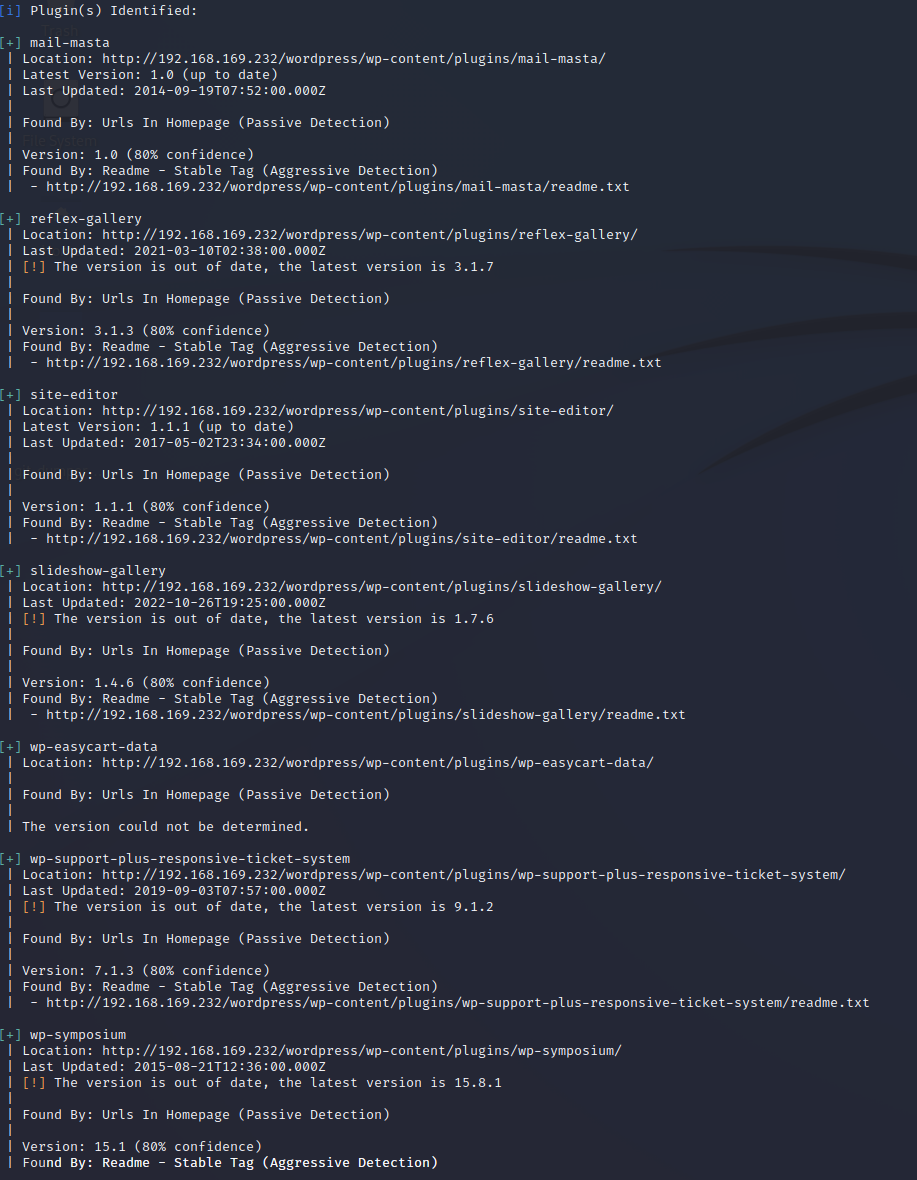 [i] Plugin(s) Identified:
[+] mail-masta
| Location: http://192.168.169.232/wordpress/wp-content/plugins/mail-masta/
| Latest Version: 1.0 (up to date)
| Last Updated: 2014-09-19T07:52:00.000Z
|
| Found By: Urls In Homepage (Passive Detection)
|
| Version: 1.0 (80% confidence)
| Found By: Readme - Stable Tag (Aggressive Detection)
|  - http://192.168.169.232/wordpress/wp-content/plugins/mail-masta/readme.txt
[+] reflex-gallery
| Location: http://192.168.169.232/wordpress/wp-content/plugins/reflex-gallery/
| Last Updated: 2021-03-10T02:38:00.000Z
| [!] The version is out of date, the latest version is 3.1.7
|
| Found By: Urls In Homepage (Passive Detection)
|
| Version: 3.1.3 (80% confidence)
| Found By: Readme - Stable Tag (Aggressive Detection)
|  - http://192.168.169.232/wordpress/wp-content/plugins/reflex-gallery/readme.txt
[+] site-editor
| Location: http://192.168.169.232/wordpress/wp-content/plugins/site-editor/
| Latest Version: 1.1.1 (up to date)
| Last Updated: 2017-05-02T23:34:00.000Z
|
| Found By: Urls In Homepage (Passive Detection)
|
| Version: 1.1.1 (80% confidence)
| Found By: Readme - Stable Tag (Aggressive Detection)
|  - http://192.168.169.232/wordpress/wp-content/plugins/site-editor/readme.txt
[+] slideshow-gallery
| Location: http://192.168.169.232/wordpress/wp-content/plugins/slideshow-gallery/
| Last Updated: 2022-10-26T19:25:00.000Z
| [!] The version is out of date, the latest version is 1.7.6
|
| Found By: Urls In Homepage (Passive Detection)
|
| Version: 1.4.6 (80% confidence)
| Found By: Readme - Stable Tag (Aggressive Detection)
|  - http://192.168.169.232/wordpress/wp-content/plugins/slideshow-gallery/readme.txt
[+] wp-easycart-data
| Location: http://192.168.169.232/wordpress/wp-content/plugins/wp-easycart-data/
|
| Found By: Urls In Homepage (Passive Detection)
|
| The version could not be determined.
[+] wp-support-plus-responsive-ticket-system
| Location: http://192.168.169.232/wordpress/wp-content/plugins/wp-support-plus-responsive-ticket-system/
| Last Updated: 2019-09-03T07:57:00.000Z
| [!] The version is out of date, the latest version is 9.1.2
|
| Found By: Urls In Homepage (Passive Detection)
|
| Version: 7.1.3 (80% confidence)
| Found By: Readme - Stable Tag (Aggressive Detection)
|  - http://192.168.169.232/wordpress/wp-content/plugins/wp-support-plus-responsive-ticket-system/readme.txt
[+] wp-symposium
| Location: http://192.168.169.232/wordpress/wp-content/plugins/wp-symposium/
| Last Updated: 2015-08-21T12:36:00.000Z
| [!] The version is out of date, the latest version is 15.8.1
|
| Found By: Urls In Homepage (Passive Detection)
|
| Version: 15.1 (80% confidence)
| Found By: Readme - Stable Tag (Aggressive Detection)